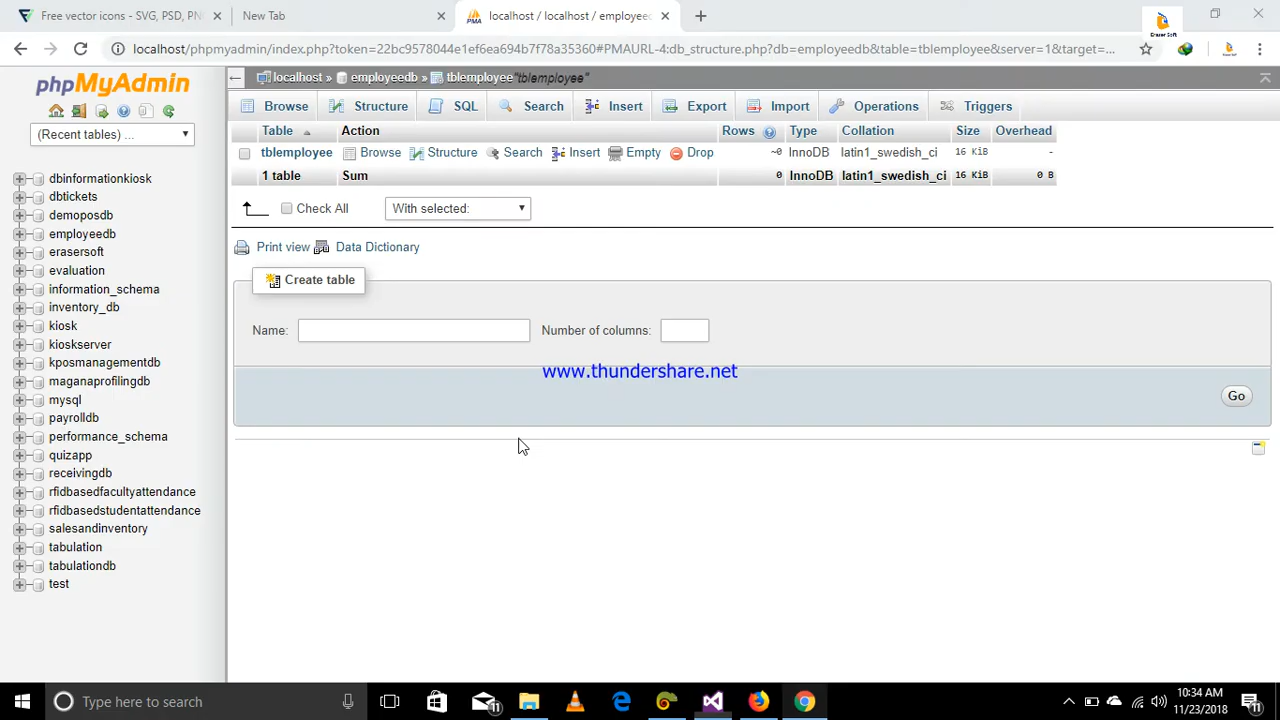 Free vector icons - SVG, PSD, PN
New Tab
localhost / localhost / employeed
Eraser Soft
localhost/phpmyadmin/index.php?token=22bc9578044e1ef6ea694b7f78a35360#PMAURL-4:db_structure.php?db=employeedb&table=tblemployee&server=1&target=...
phpMyAdmin
(Recent tables) ...
dbinformationkiosk
dbtickets
demoposdb
employeedb
erasersoft
evaluation
information_schema
inventory_db
kiosk
kioskserver
kposmanagementdb
maganaprofilingdb
mysql
payrolldb
performance_schema
quizapp
receivingdb
rfidbasedfacultyattendance
rfidbasedstudentattendance
salesandinventory
tabulation
tabulationdb
test
localhost » employeedb » tblemployee "tblemployee"
Browse Structure SQL Search Insert Export Import Operations Triggers
Table Action Rows Type Collation Size Overhead
tblemployee Browse Structure Search Insert Empty Drop ~0 InnoDB latin1_swedish_ci 16 KiB -
1 table Sum 0 InnoDB latin1_swedish_ci 16 KiB 0 B
Check All With selected:
Print view Data Dictionary
Create table
Name: Number of columns:
www.thundershare.net
Go
Type here to search
11
10:34 AM
11/23/2018
11